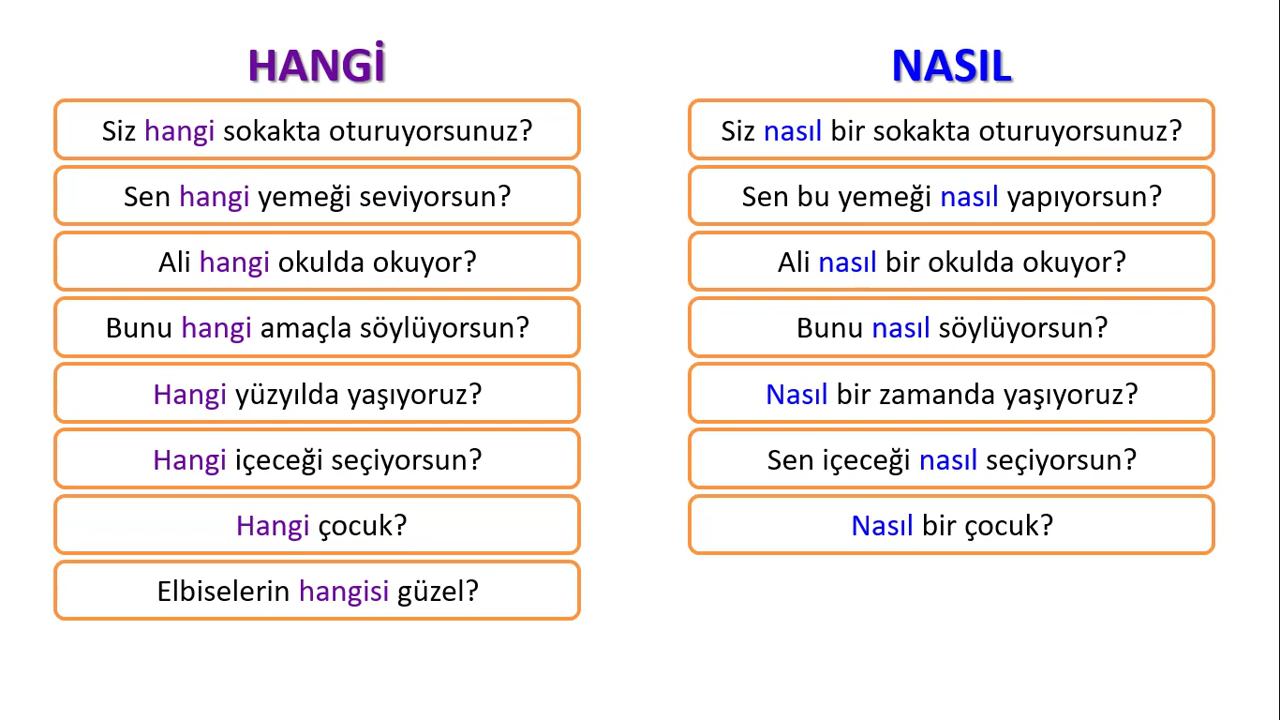 HANGİ
Siz hangi sokakta oturuyorsunuz?
Sen hangi yemeği seviyorsun?
Ali hangi okulda okuyor?
Bunu hangi amaçla söylüyorsun?
Hangi yüzyılda yaşıyoruz?
Hangi içeceği seçiyorsun?
Hangi çocuk?
Elbiselerin hangisi güzel?
NASIL
Siz nasıl bir sokakta oturuyorsunuz?
Sen bu yemeği nasıl yapıyorsun?
Ali nasıl bir okulda okuyor?
Bunu nasıl söylüyorsun?
Nasıl bir zamanda yaşıyoruz?
Sen içeceği nasıl seçiyorsun?
Nasıl bir çocuk?